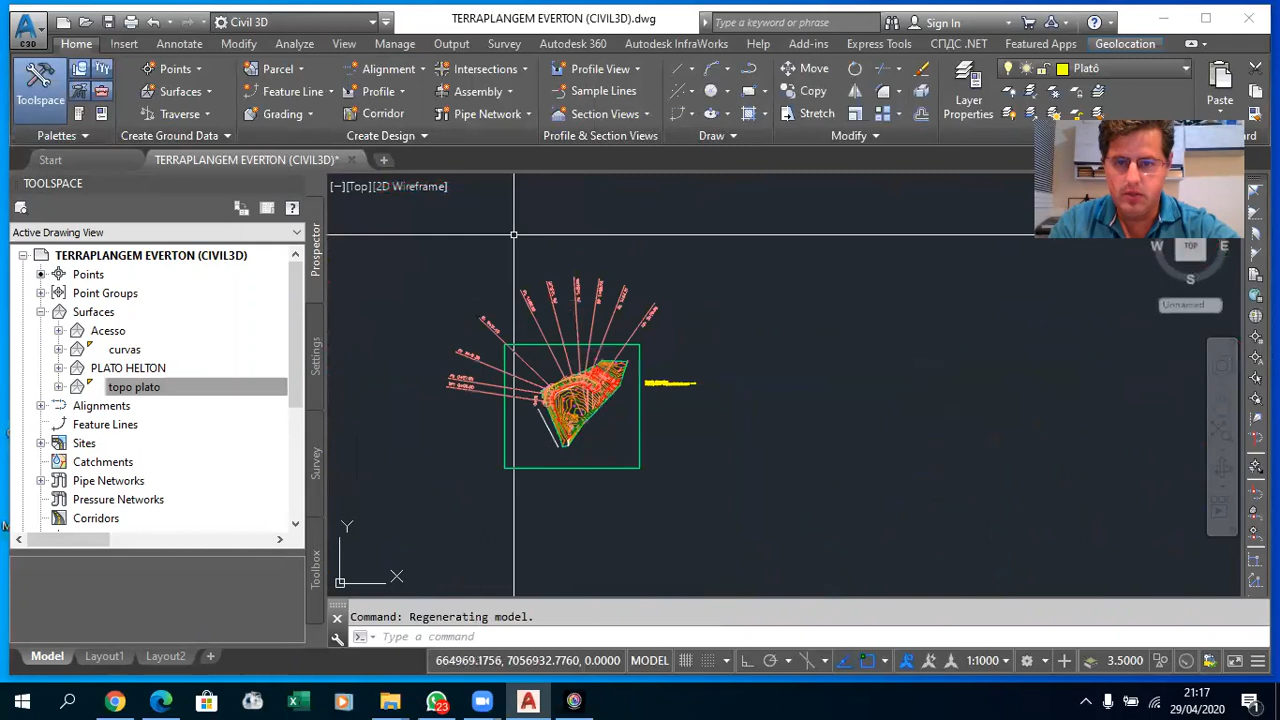 TERRAPLANGEM EVERTON (CIVIL3D).dwg
C3D
Civil 3D
Type a keyword or phrase
Sign In
Home Insert Annotate Modify Analyze View Manage Output Survey Autodesk 360 Autodesk InfraWorks Help Add-ins Express Tools СПДС .NET Featured Apps Geolocation
Toolspace
Points
Surfaces
Traverse
Parcel
Feature Line
Grading
Alignment
Profile
Corridor
Intersections
Assembly
Pipe Network
Profile View
Sample Lines
Section Views
Move
Copy
Stretch
Layer
Properties
Platô
Paste
Palettes
Create Ground Data
Create Design
Profile & Section Views
Draw
Modify
Start
TERRAPLANGEM EVERTON (CIVIL3D)*
TOOLSPACE
[−][Top][2D Wireframe]
Active Drawing View
TERRAPLANGEM EVERTON (CIVIL3D)
Points
Point Groups
Surfaces
Acesso
curvas
PLATO HELTON
topo plato
Alignments
Feature Lines
Sites
Catchments
Pipe Networks
Pressure Networks
Corridors
Prospector
Settings
Survey
Toolbox
W TOP E
S
Unnamed
Y
X
Command: Regenerating model.
Type a command
Model Layout1 Layout2
664969.1756, 7056932.7760, 0.0000 MODEL
1:1000
3.5000
23
21:17
29/04/2020
1